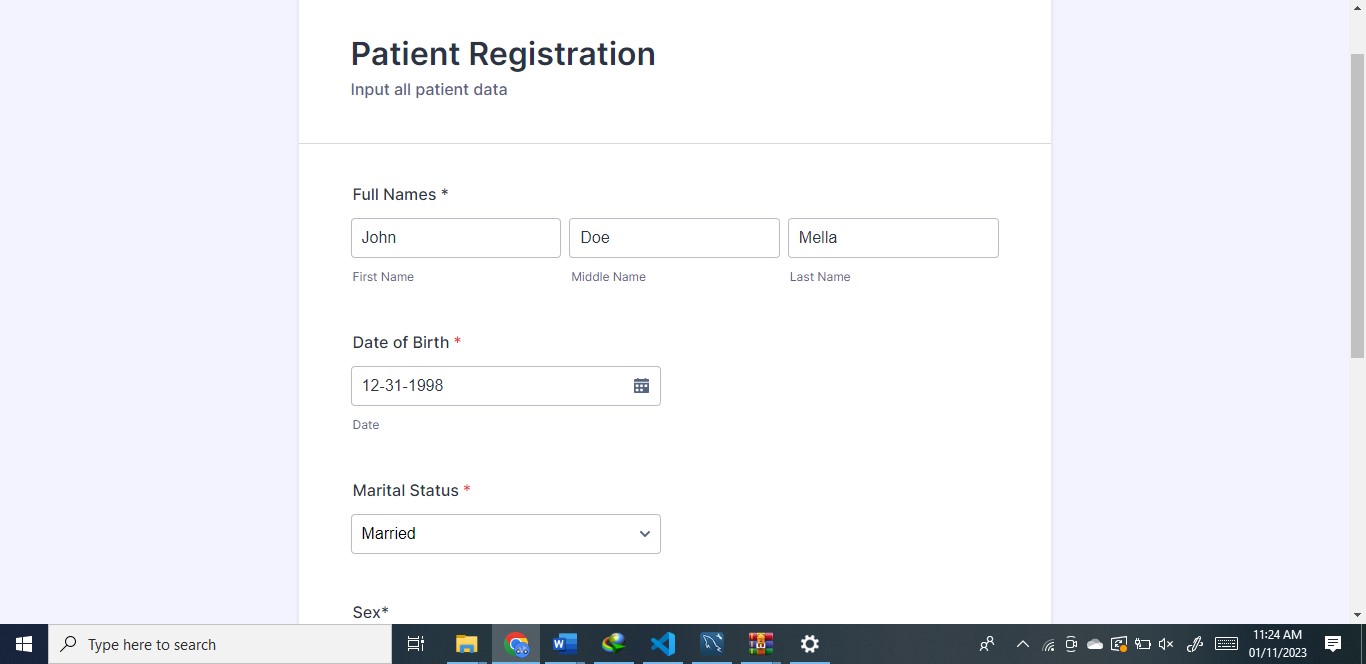 Patient Registration
Input all patient data
Full Names *
John Doe Mella
First Name Middle Name Last Name
Date of Birth *
12-31-1998
Date
Marital Status *
Married
Sex*
Type here to search
11:24 AM
01/11/2023